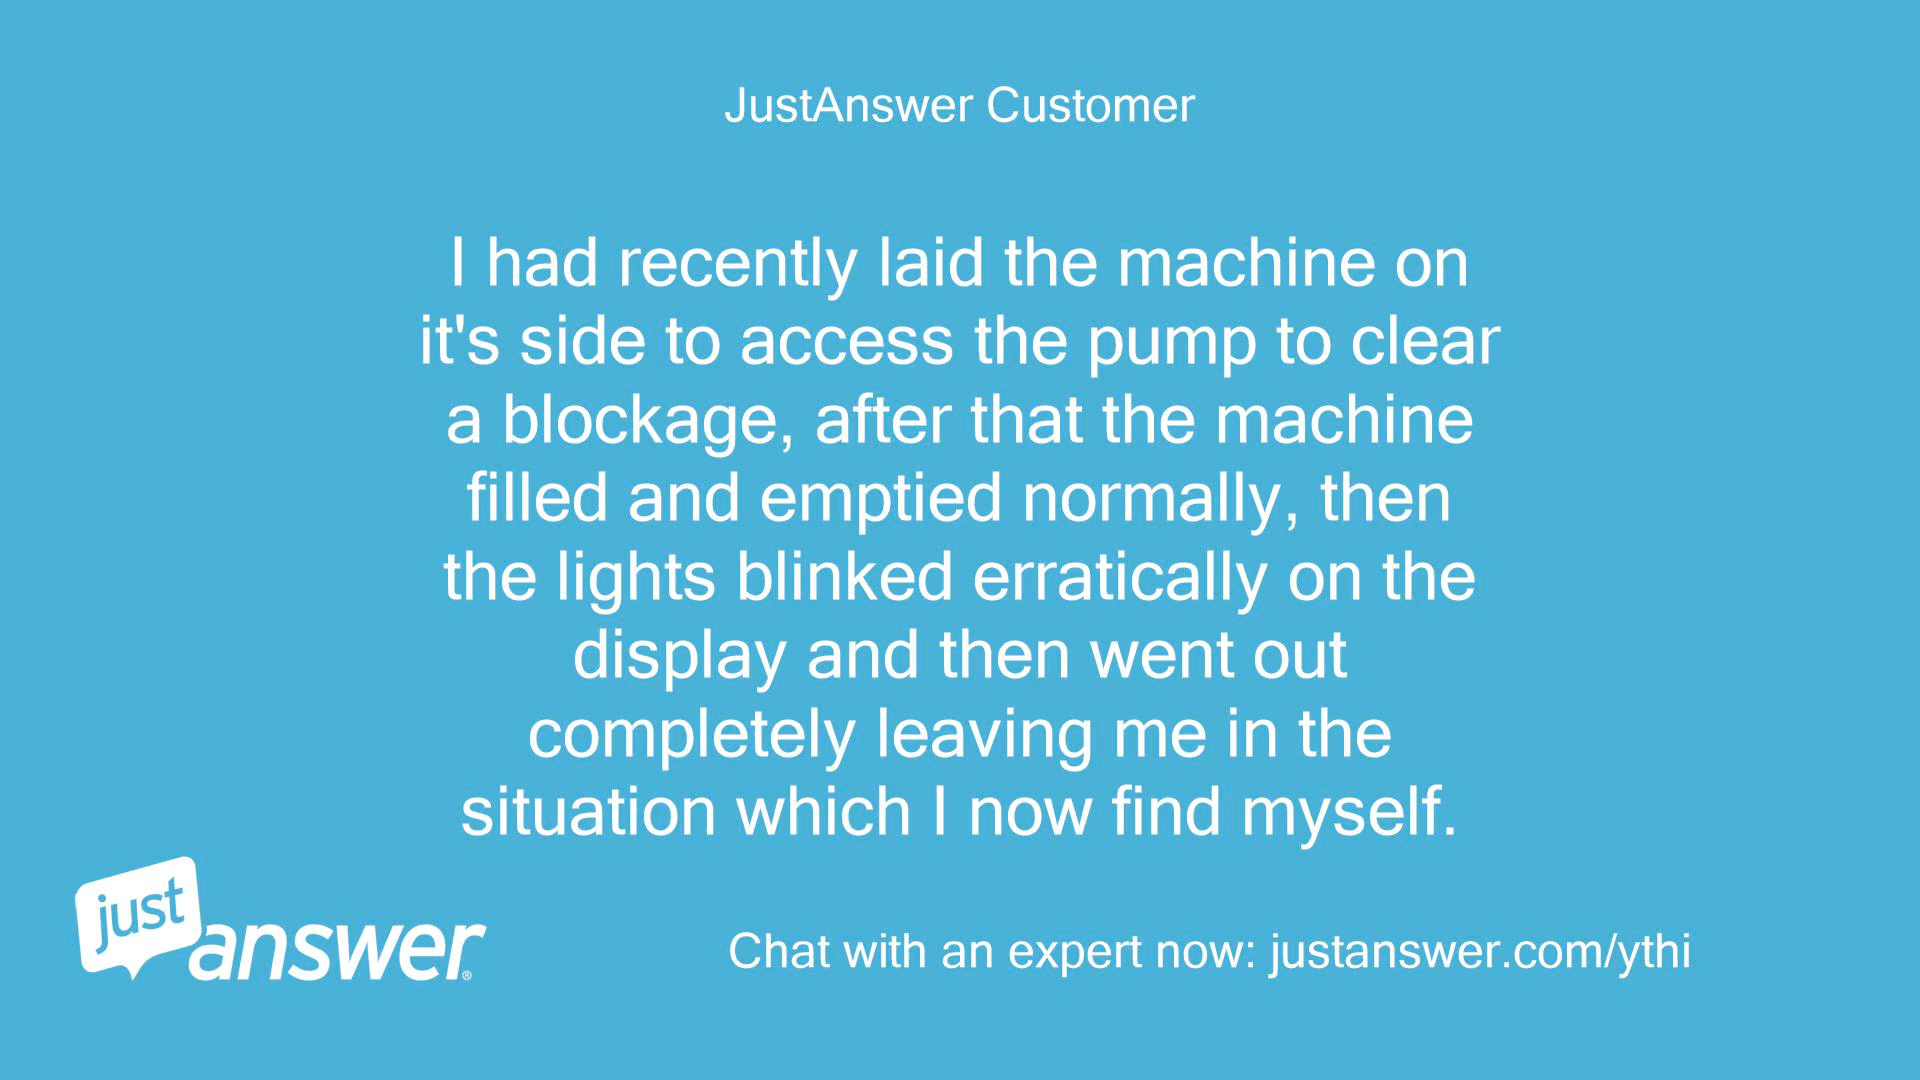 JustAnswer Customer
I had recently laid the machine on
it's side to access the pump to clear
a blockage, after that the machine
filled and emptied normally, then
the lights blinked erratically on the
display and then went out
completely leaving me in the
situation which I now find myself.
just
answer®
Chat with an expert now: justanswer.com/ythi